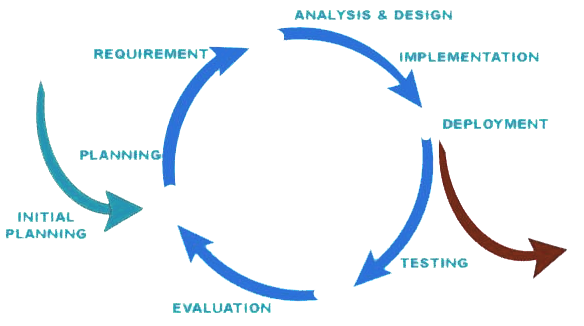 ANALYSIS & DESIGN
REQUIREMENT
IMPLEMENTATION
DEPLOYMENT
PLANNING
INITIAL
PLANNING
TESTING
EVALUATION